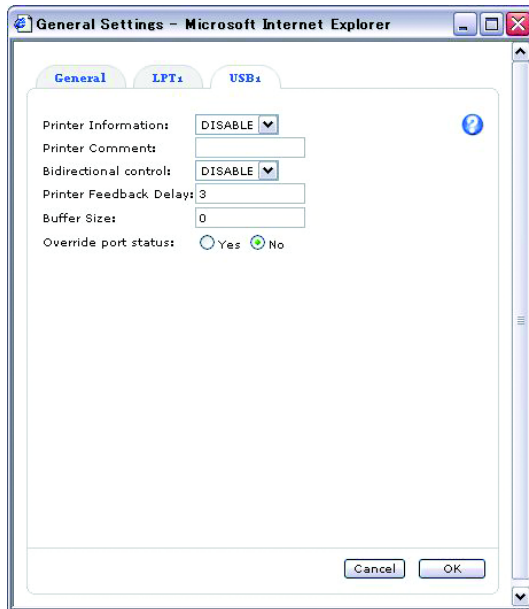 General Settings - Microsoft Internet Explorer
General LPT1 USB1
Printer Information: DISABLE
Printer Comment:
Bidirectional control: DISABLE
Printer Feedback Delay: 3
Buffer Size: 0
Override port status: Yes No
Cancel OK